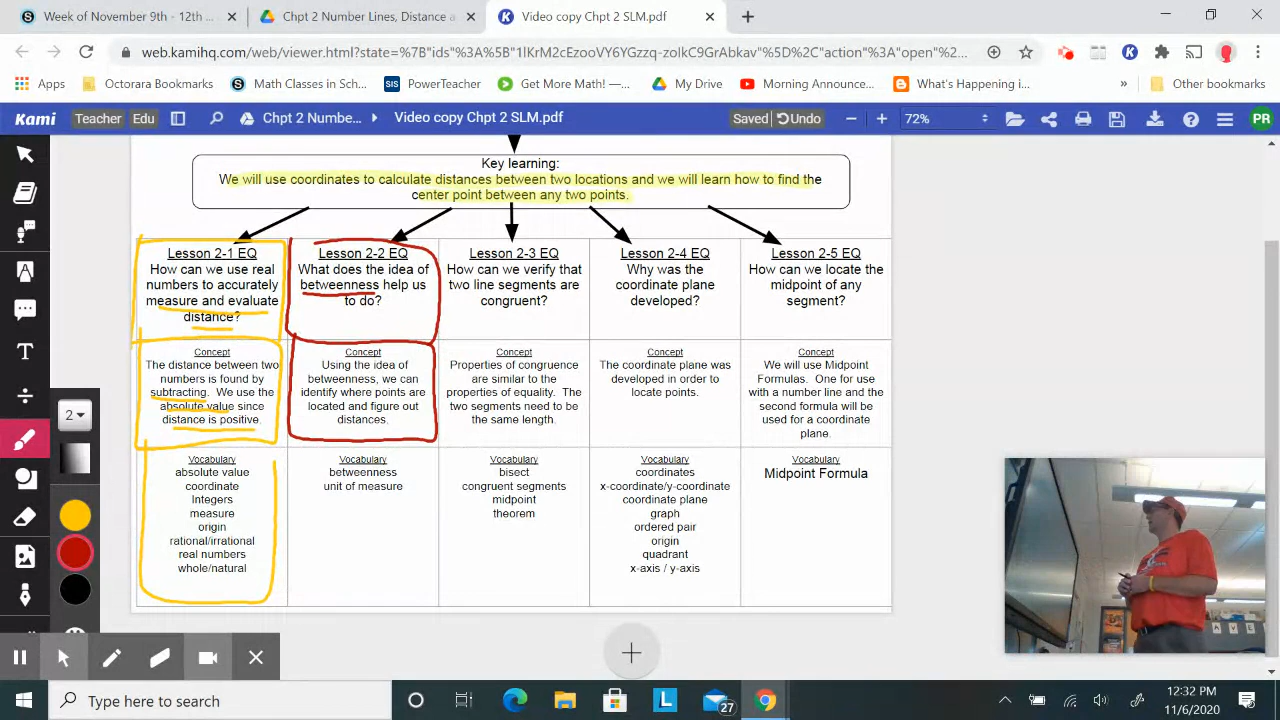 Week of November 9th - 12th
Chpt 2 Number Lines, Distance a
Video copy Chpt 2 SLM.pdf
web.kamihq.com/web/viewer.html?state=%7B"ids"%3A%5B"1lKrM2cEzooVY6YGzzq-zolkC9GrAbkav"%5D%2C"action"%3A"open"%2...
Apps
Octorara Bookmarks
Math Classes in Sch...
PowerTeacher
Get More Math! —...
My Drive
Morning Announce...
What's Happening i...
Other bookmarks
Kami
Teacher
Edu
Chpt 2 Numbe...
Video copy Chpt 2 SLM.pdf
Saved
Undo
72%
PR
Key learning:
We will use coordinates to calculate distances between two locations and we will learn how to find the
center point between any two points.
Lesson 2-1 EQ
How can we use real
numbers to accurately
measure and evaluate
distance?
Lesson 2-2 EQ
What does the idea of
betweenness help us
to do?
Lesson 2-3 EQ
How can we verify that
two line segments are
congruent?
Lesson 2-4 EQ
Why was the
coordinate plane
developed?
Lesson 2-5 EQ
How can we locate the
midpoint of any
segment?
Concept
The distance between two
numbers is found by
subtracting. We use the
absolute value since
distance is positive.
Concept
Using the idea of
betweenness, we can
identify where points are
located and figure out
distances.
Concept
Properties of congruence
are similar to the
properties of equality. The
two segments need to be
the same length.
Concept
The coordinate plane was
developed in order to
locate points.
Concept
We will use Midpoint
Formulas. One for use
with a number line and the
second formula will be
used for a coordinate
plane.
Vocabulary
absolute value
coordinate
Integers
measure
origin
rational/irrational
real numbers
whole/natural
Vocabulary
betweenness
unit of measure
Vocabulary
bisect
congruent segments
midpoint
theorem
Vocabulary
coordinates
x-coordinate/y-coordinate
coordinate plane
graph
ordered pair
origin
quadrant
x-axis / y-axis
Vocabulary
Midpoint Formula
2
Type here to search
27
12:32 PM
11/6/2020